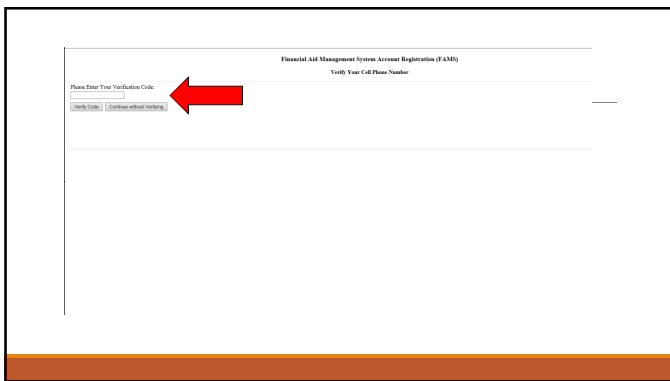 Financial Aid Management System Account Registration (FAMS)
Verify Your Cell Phone Number
Please Enter Your Verification Code:
Verify Code Continue without Verifying